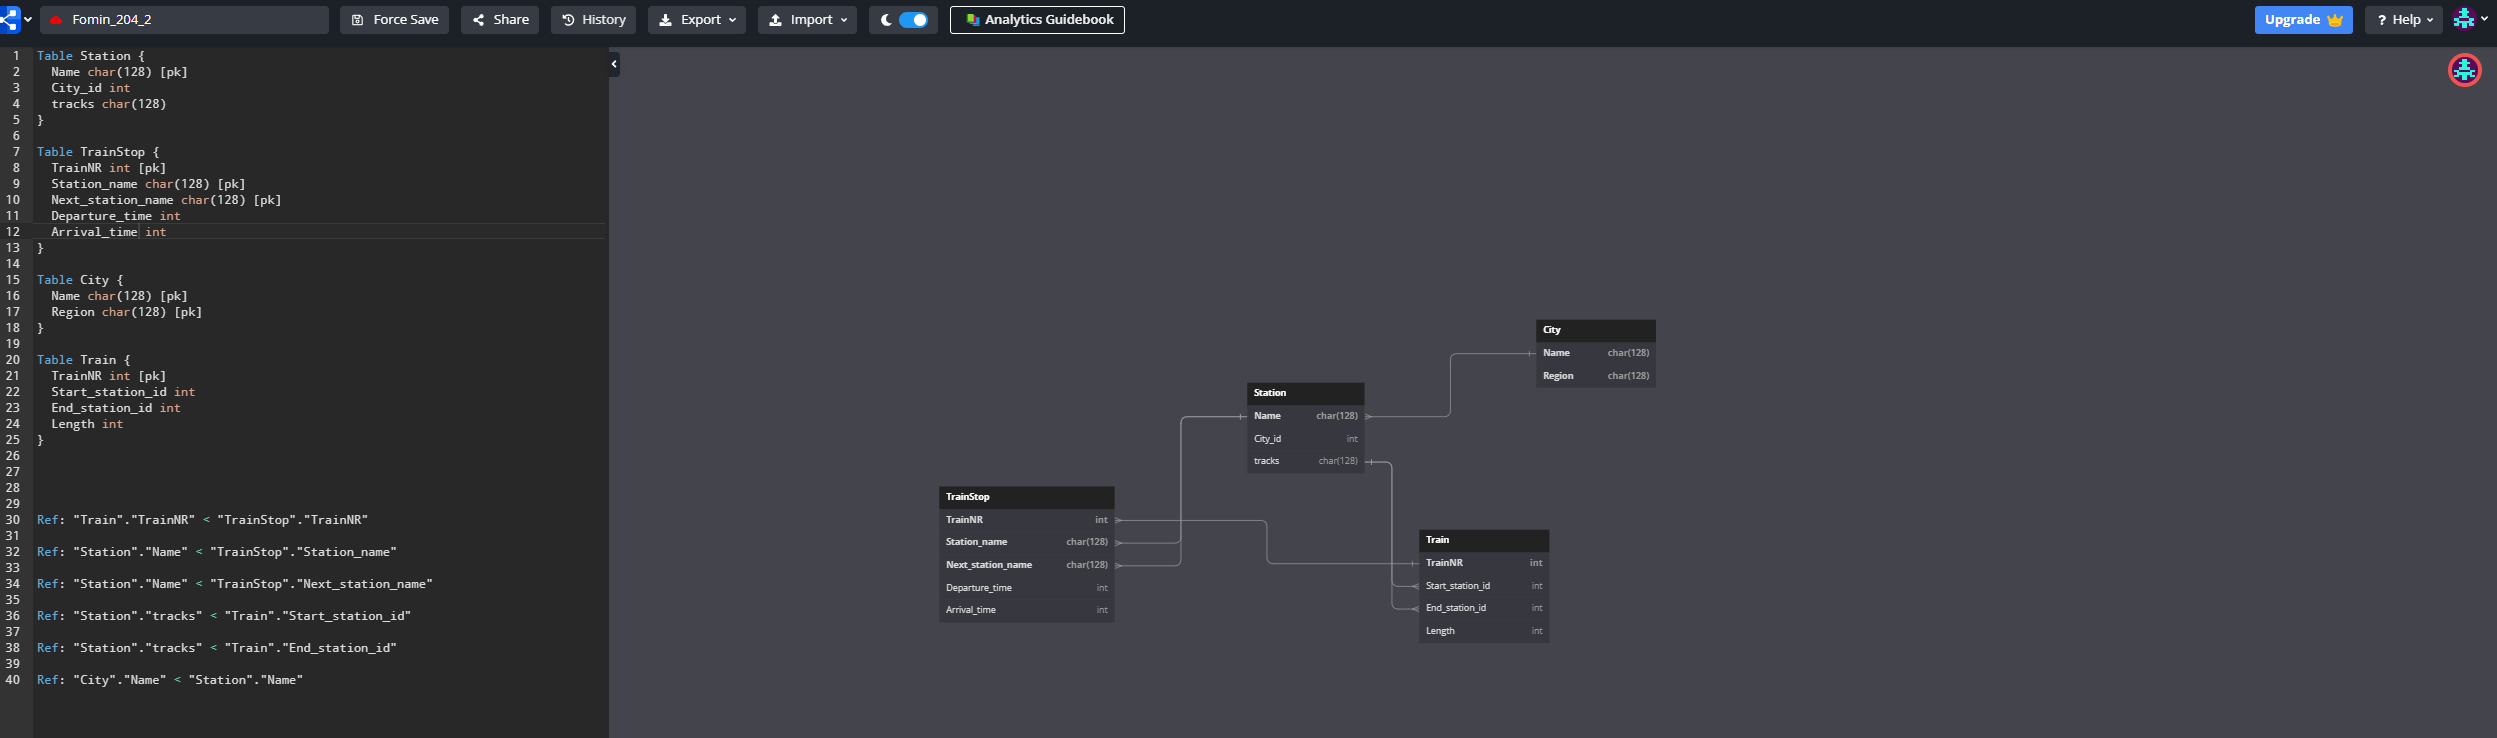 Fomin_204_2
Force Save
Share
History
Export
Import
Analytics Guidebook
Upgrade
? Help
1 Table Station {
2 Name char(128) [pk]
3 City_id int
4 tracks char(128)
5 }
6
7 Table TrainStop {
8 TrainNR int [pk]
9 Station_name char(128) [pk]
10 Next_station_name char(128) [pk]
11 Departure_time int
12 Arrival_time int
13 }
14
15 Table City {
16 Name char(128) [pk]
17 Region char(128) [pk]
18 }
19
20 Table Train {
21 TrainNR int [pk]
22 Start_station_id int
23 End_station_id int
24 Length int
25 }
26
27
28
29
30 Ref: "Train"."TrainNR" < "TrainStop"."TrainNR"
31
32 Ref: "Station"."Name" < "TrainStop"."Station_name"
33
34 Ref: "Station"."Name" < "TrainStop"."Next_station_name"
35
36 Ref: "Station"."tracks" < "Train"."Start_station_id"
37
38 Ref: "Station"."tracks" < "Train"."End_station_id"
39
40 Ref: "City"."Name" < "Station"."Name"
City
Name char(128)
Region char(128)
Station
Name char(128)
City_id int
tracks char(128)
TrainStop
TrainNR int
Station_name char(128)
Next_station_name char(128)
Departure_time int
Arrival_time int
Train
TrainNR int
Start_station_id int
End_station_id int
Length int